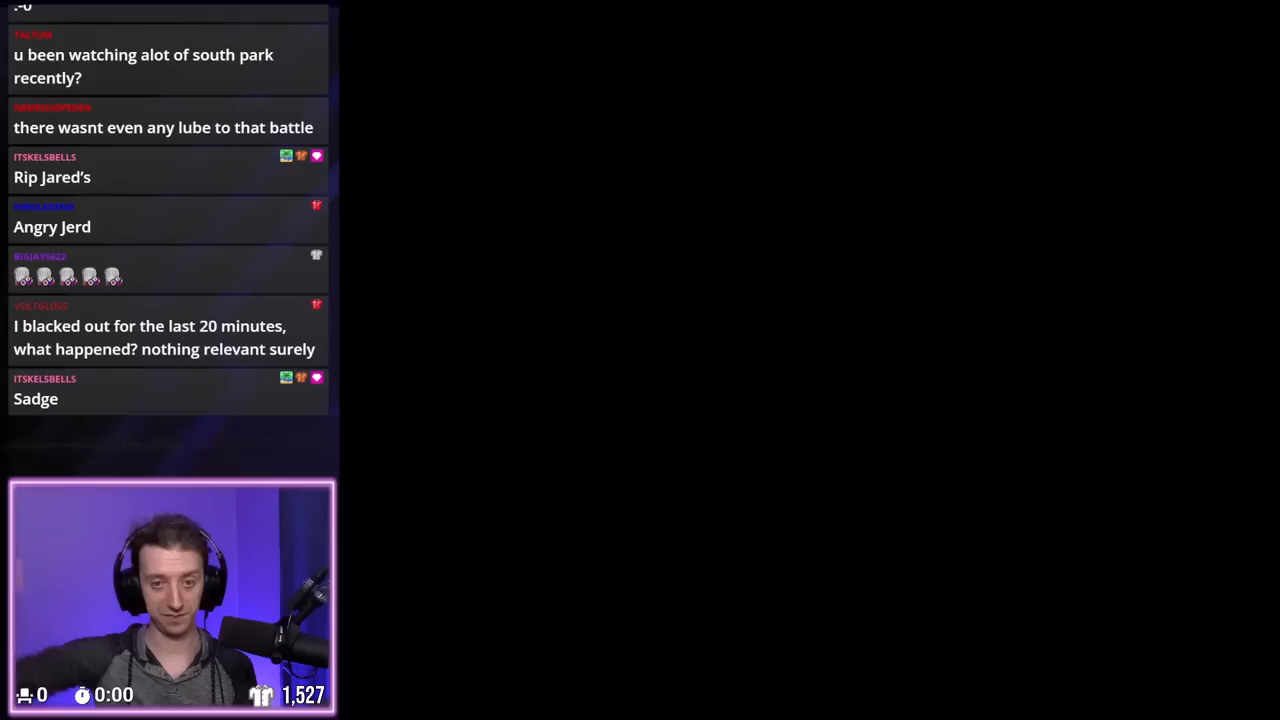 :-0
u been watching alot of south park
recently?
there wasnt even any lube to that battle
ITSKELSBELLS
Rip Jared’s
Angry Jerd
BIGJAYS622
I blacked out for the last 20 minutes,
what happened? nothing relevant surely
ITSKELSBELLS
Sadge
0 0:00 1,527